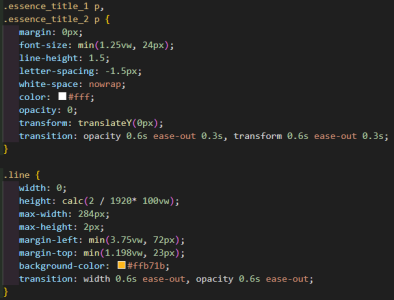 .essence_title_1 p,
.essence_title_2 p {
    margin: 0px;
    font-size: min(1.25vw, 24px);
    line-height: 1.5;
    letter-spacing: -1.5px;
    white-space: nowrap;
    color: #fff;
    opacity: 0;
    transform: translateY(0px);
    transition: opacity 0.6s ease-out 0.3s, transform 0.6s ease-out 0.3s;
}
.line {
    width: 0;
    height: calc(2 / 1920* 100vw);
    max-width: 284px;
    max-height: 2px;
    margin-left: min(3.75vw, 72px);
    margin-top: min(1.198vw, 23px);
    background-color: #ffb71b;
    transition: width 0.6s ease-out, opacity 0.6s ease-out;
}